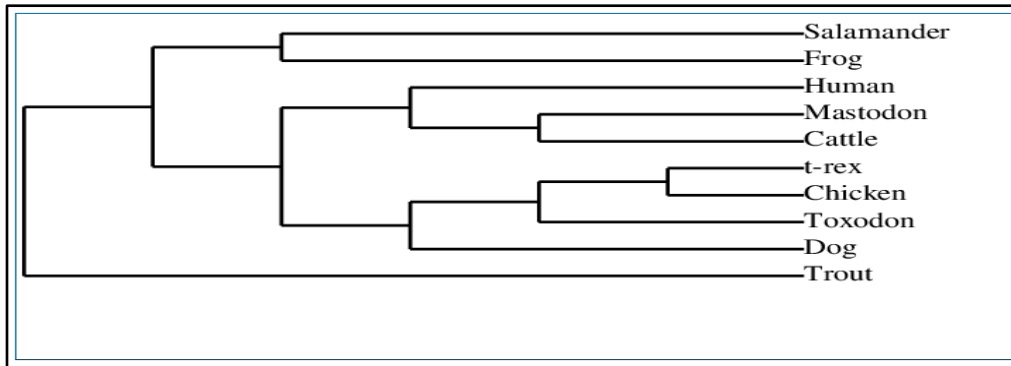 Salamander
Frog
Human
Mastodon
Cattle
t-rex
Chicken
Toxodon
Dog
Trout